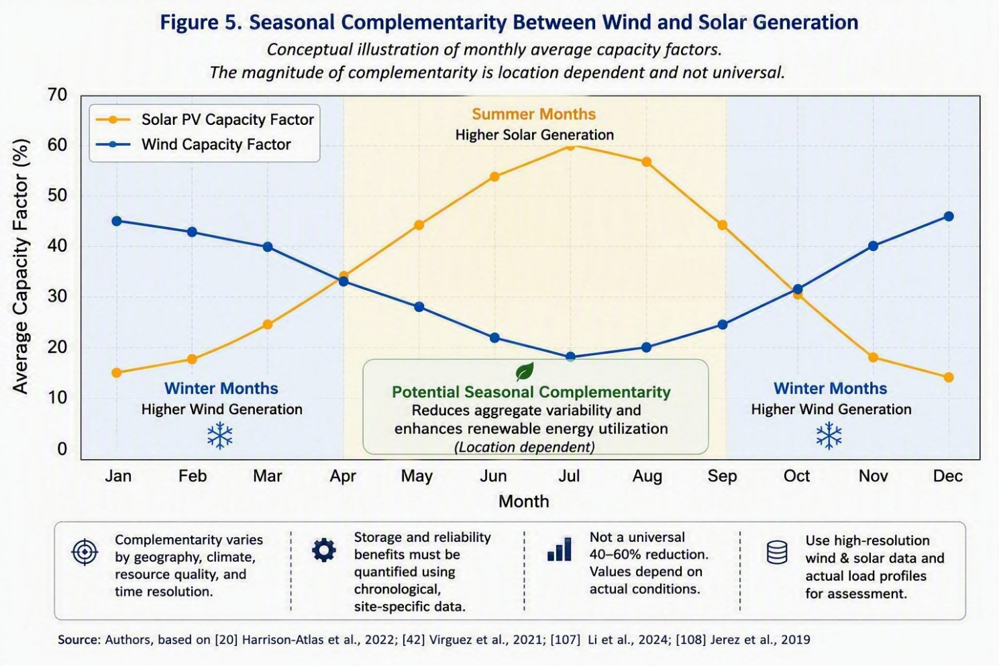 Figure 5. Seasonal Complementarity Between Wind and Solar Generation
Conceptual illustration of monthly average capacity factors.
The magnitude of complementarity is location dependent and not universal.
Average Capacity Factor (%)
70
60
50
40
30
20
10
0
Solar PV Capacity Factor
Wind Capacity Factor
Summer Months
Higher Solar Generation
Winter Months
Higher Wind Generation
Potential Seasonal Complementarity
Reduces aggregate variability and
enhances renewable energy utilization
(Location dependent)
Winter Months
Higher Wind Generation
Jan Feb Mar Apr May Jun Jul Aug Sep Oct Nov Dec
Month
Complementarity varies
by geography, climate,
resource quality, and
time resolution.
Storage and reliability
benefits must be
quantified using
chronological,
site-specific data.
Not a universal
40–60% reduction.
Values depend on
actual conditions.
Use high-resolution
wind & solar data and
actual load profiles
for assessment.
Source: Authors, based on [20] Harrison-Atlas et al., 2022; [42] Virguez et al., 2021; [107] Li et al., 2024; [108] Jerez et al., 2019